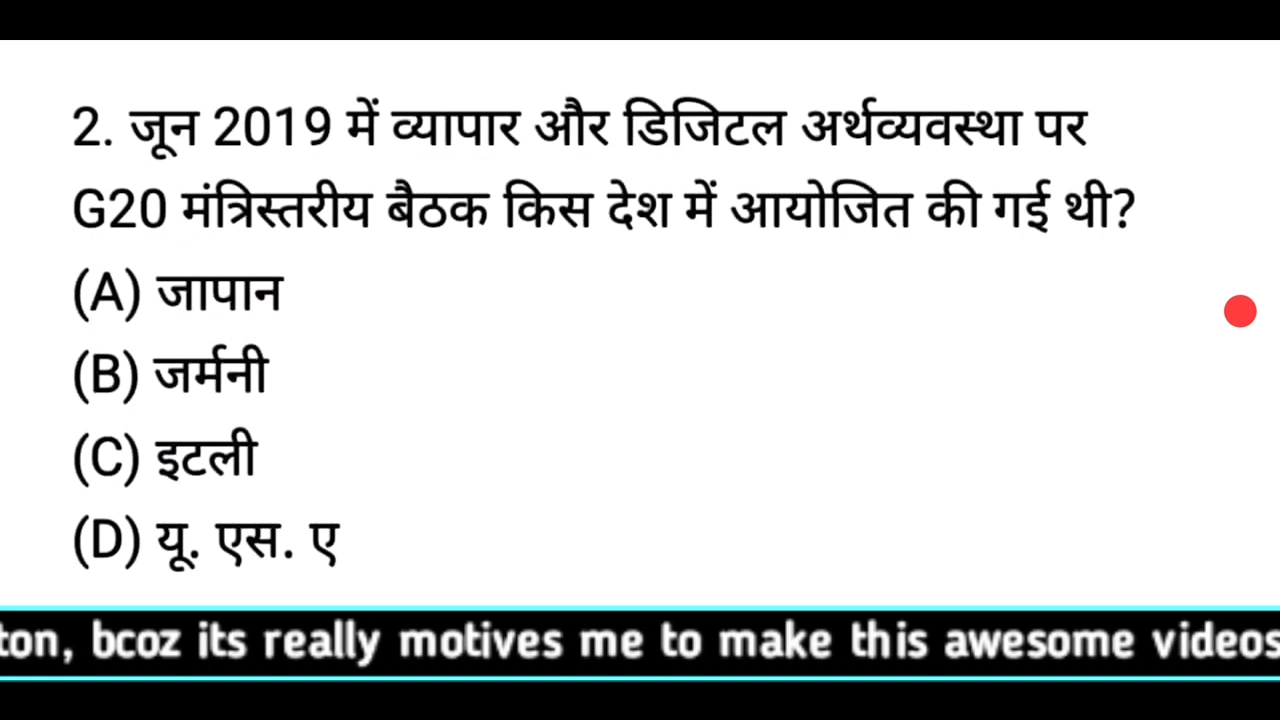 2. जून 2019 में व्यापार और डिजिटल अर्थव्यवस्था पर
G20 मंत्रिस्तरीय बैठक किस देश में आयोजित की गई थी?
(A) जापान
(B) जर्मनी
(C) इटली
(D) यू. एस. ए
ton, bcoz its really motives me to make this awesome videos